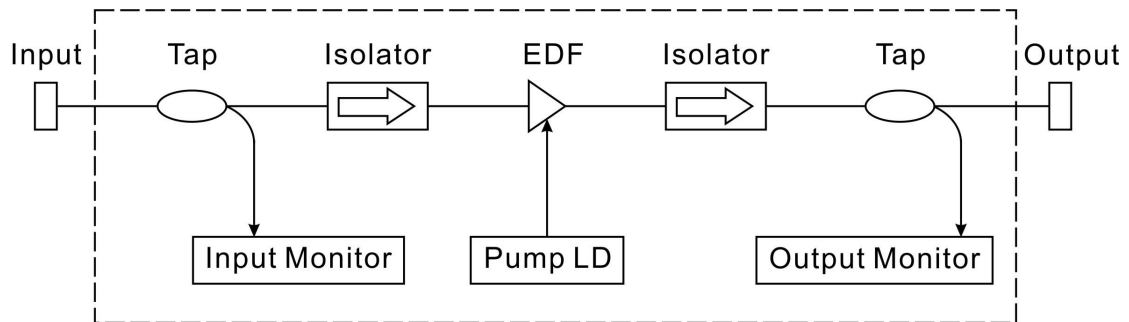 Input
Tap
Isolator
EDF
Isolator
Tap
Output
Input Monitor
Pump LD
Output Monitor